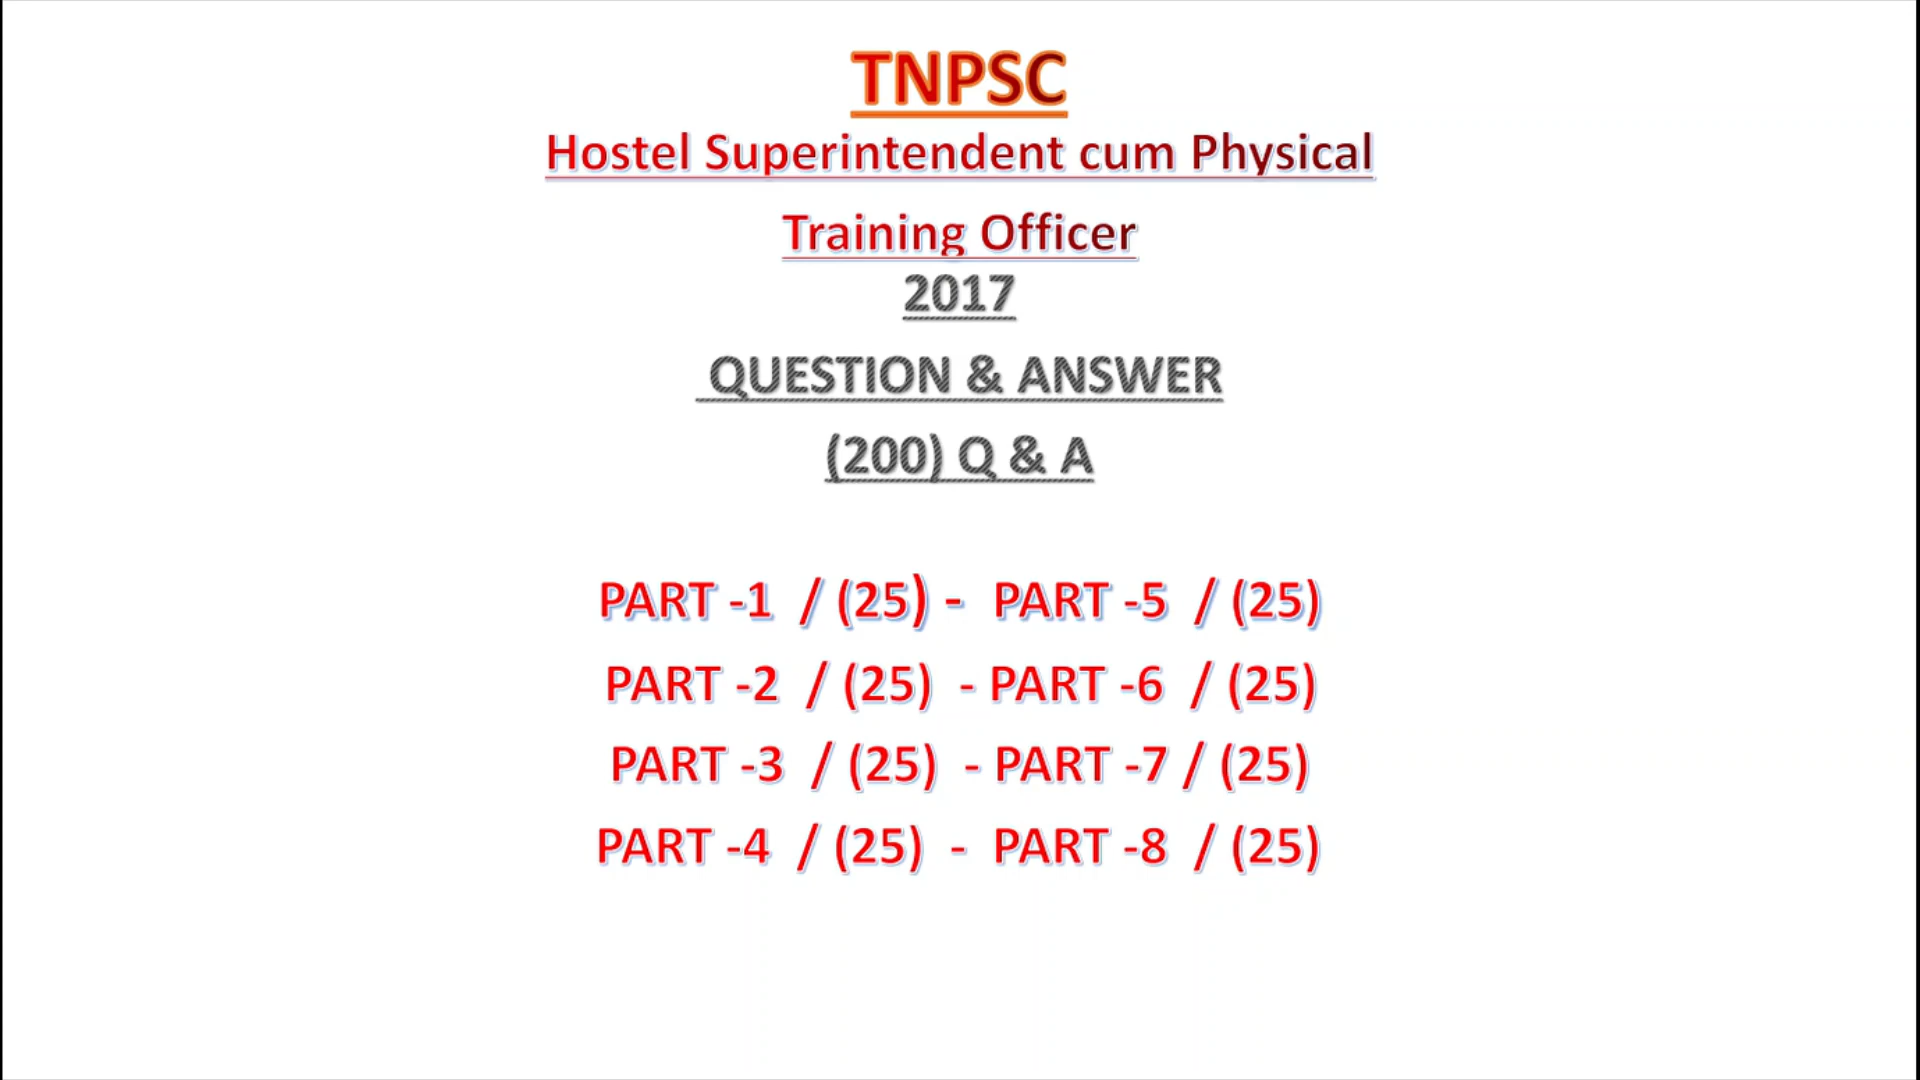 TNPSC
Hostel Superintendent cum Physical
Training Officer
2017
QUESTION & ANSWER
(200) Q & A
PART -1 / (25) - PART -5 / (25)
PART -2 / (25) - PART -6 / (25)
PART -3 / (25) - PART -7 / (25)
PART -4 / (25) - PART -8 / (25)